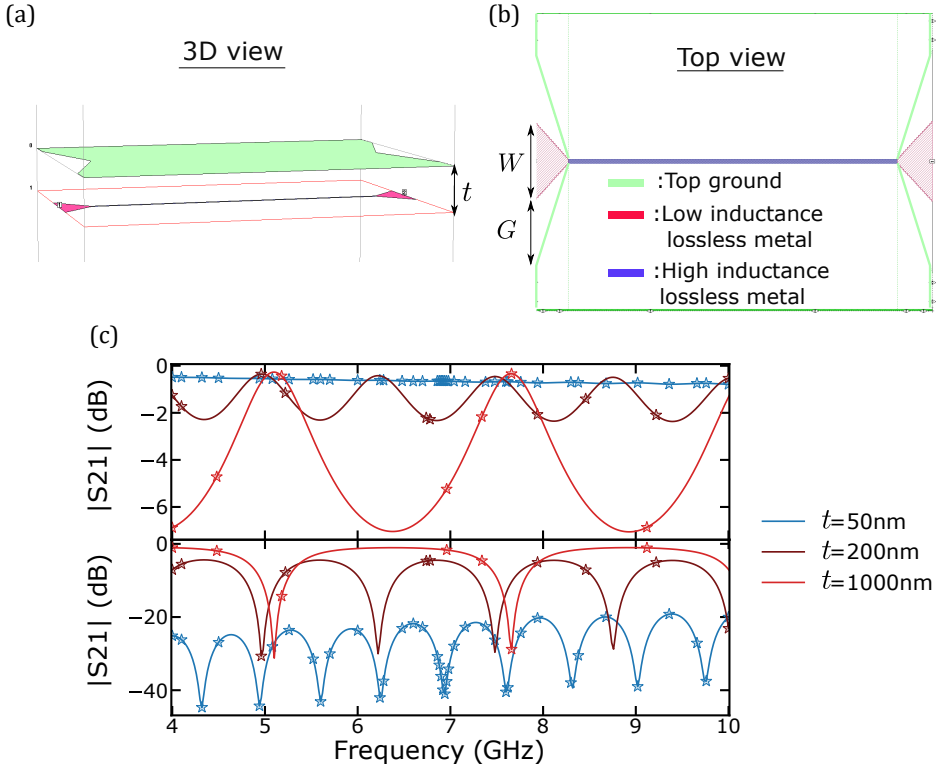 (a)
3D view
t
(b)
Top view
W
G
:Top ground
:Low inductance
lossless metal
:High inductance
lossless metal
(c)
|S21| (dB)
0
−2
−4
−6
|S21| (dB)
0
−20
−40
4 5 6 7 8 9 10
Frequency (GHz)
t=50nm
t=200nm
t=1000nm